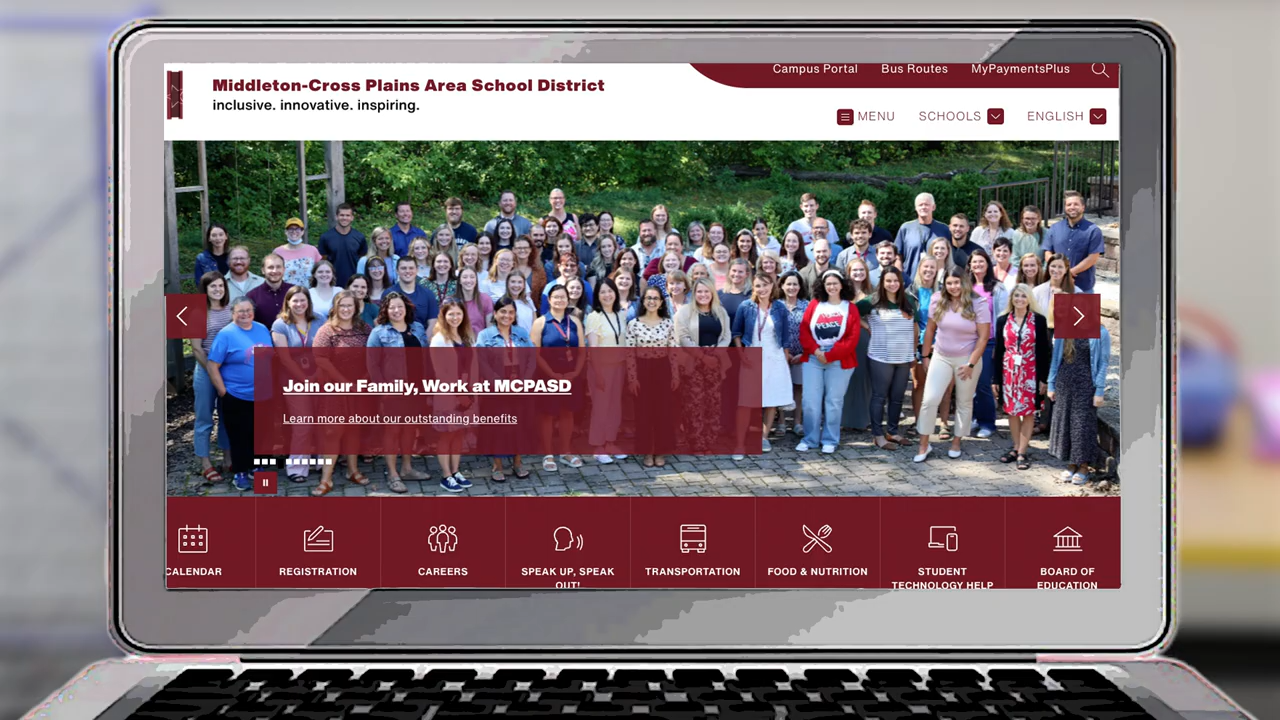 Campus Portal Bus Routes MyPaymentsPlus
Middleton-Cross Plains Area School District
inclusive. innovative. inspiring.
MENU SCHOOLS ENGLISH
Join our Family, Work at MCPASD
Learn more about our outstanding benefits
CALENDAR REGISTRATION CAREERS SPEAK UP, SPEAK TRANSPORTATION FOOD & NUTRITION STUDENT BOARD OF
OUT! TECHNOLOGY HELP EDUCATION